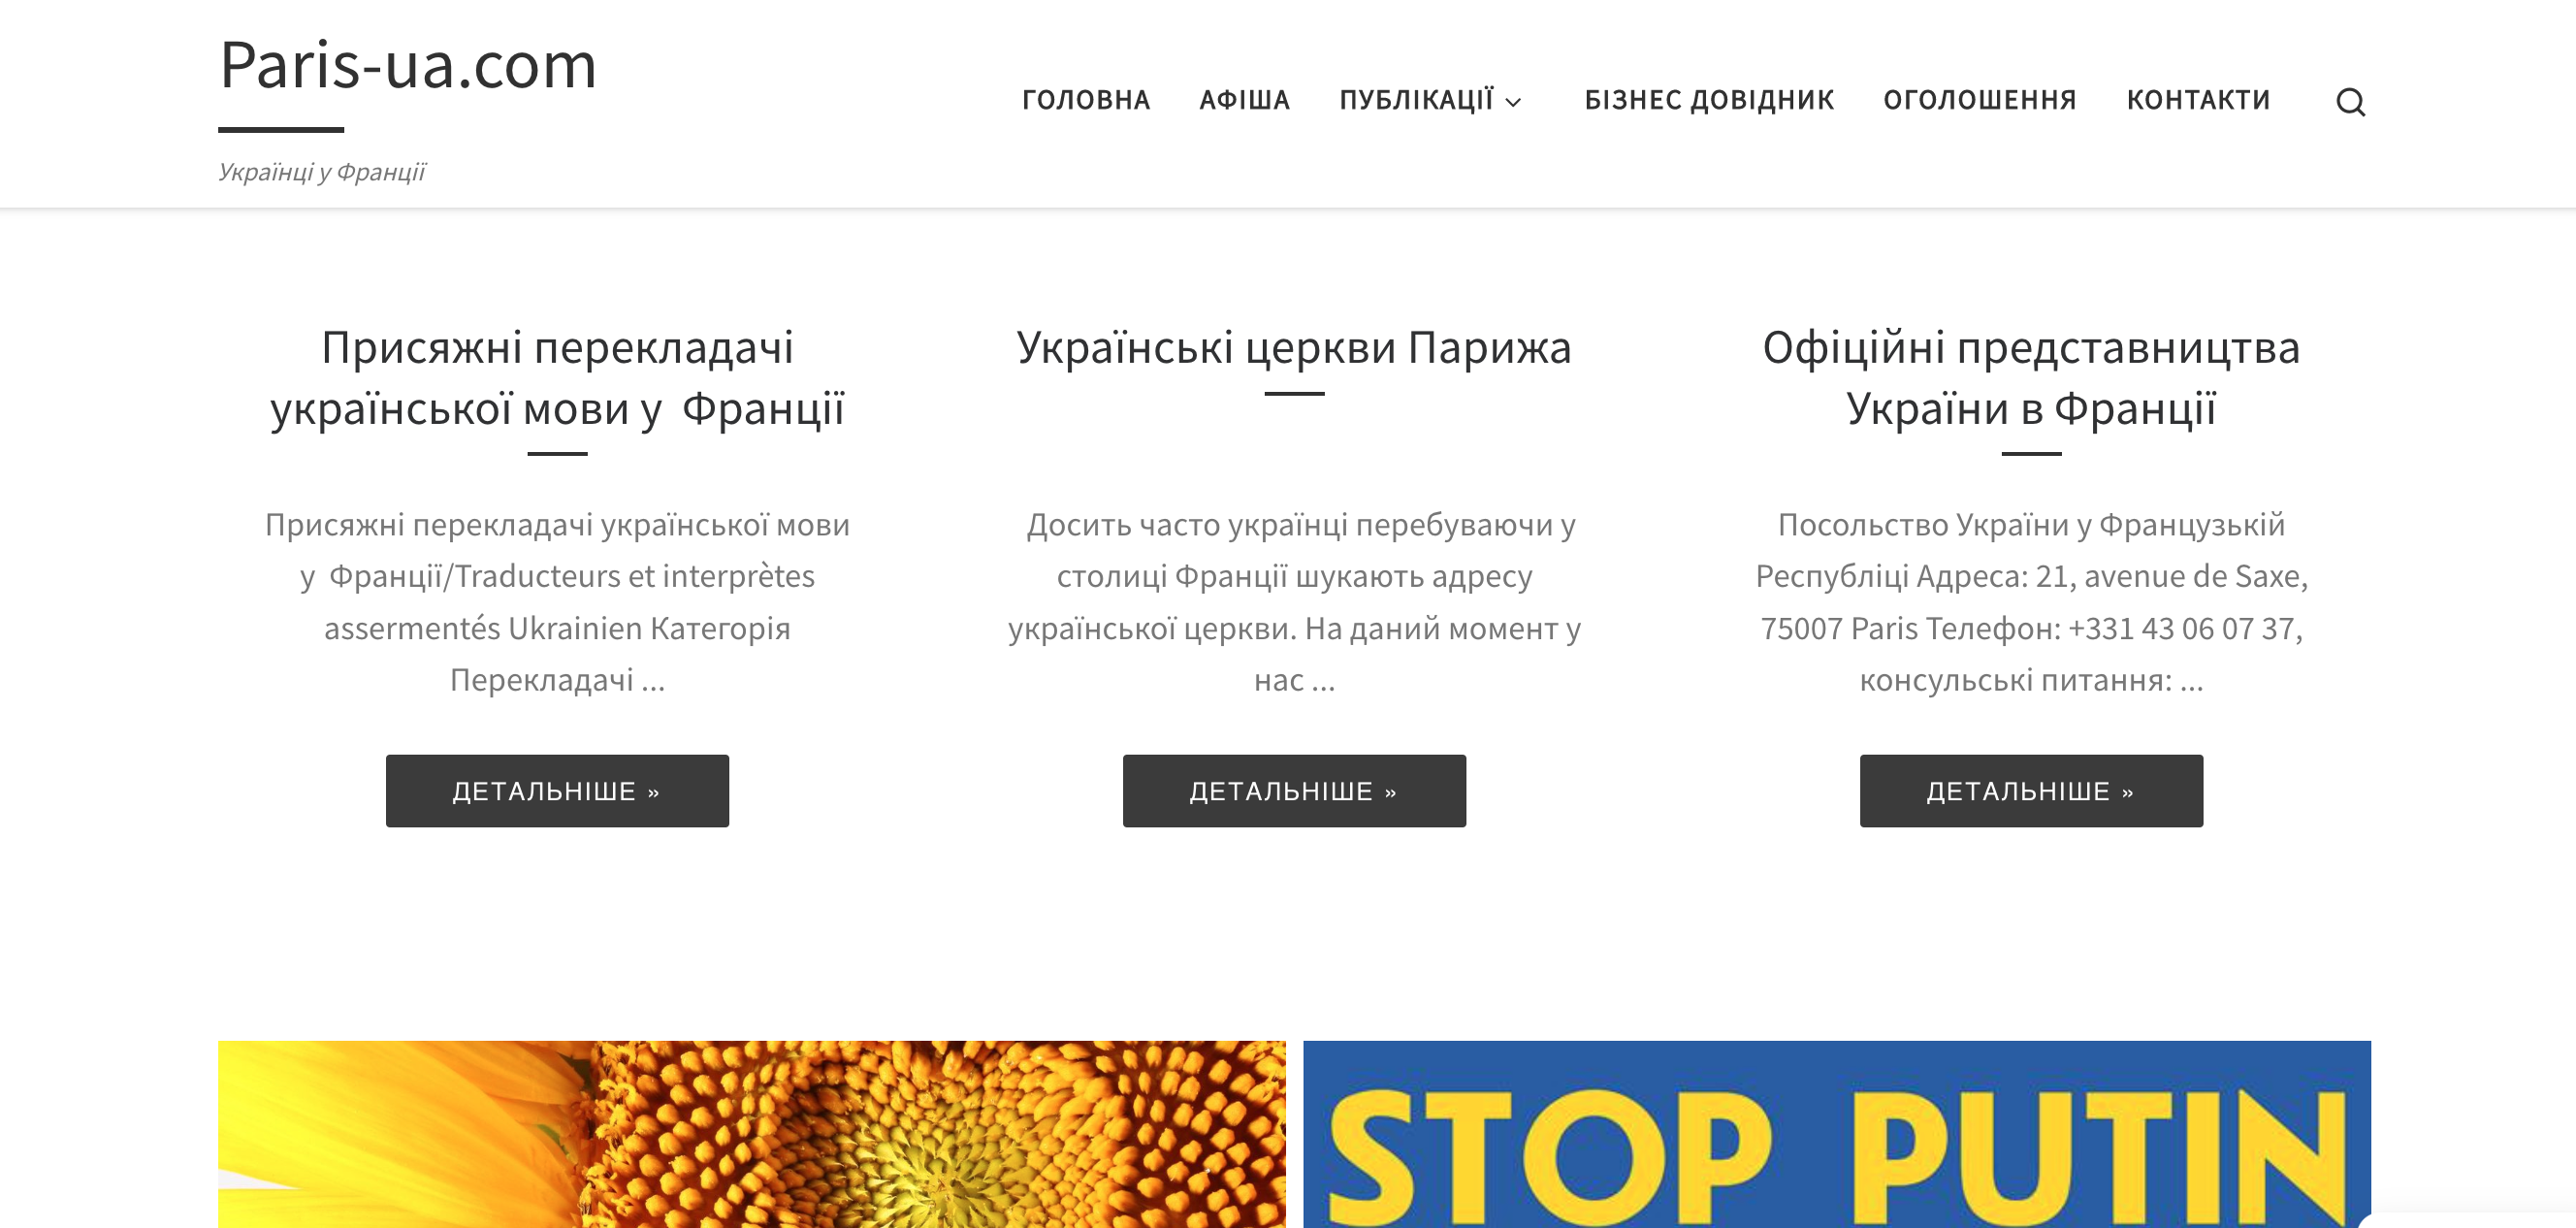 Paris-ua.com
Українці у Франції
ГОЛОВНА АФІША ПУБЛІКАЦІЇ БІЗНЕС ДОВІДНИК ОГОЛОШЕННЯ КОНТАКТИ
Присяжні перекладачі
української мови у Франції
Присяжні перекладачі української мови
у Франції/Traducteurs et interprètes
assermentés Ukrainien Категорія
Перекладачі ...
ДЕТАЛЬНІШЕ »
Українські церкви Парижа
Досить часто українці перебуваючи у
столиці Франції шукають адресу
української церкви. На даний момент у
нас ...
ДЕТАЛЬНІШЕ »
Офіційні представництва
України в Франції
Посольство України у Французькій
Республіці Адреса: 21, avenue de Saxe,
75007 Paris Телефон: +331 43 06 07 37,
консульські питання: ...
ДЕТАЛЬНІШЕ »
STOP PUTIN